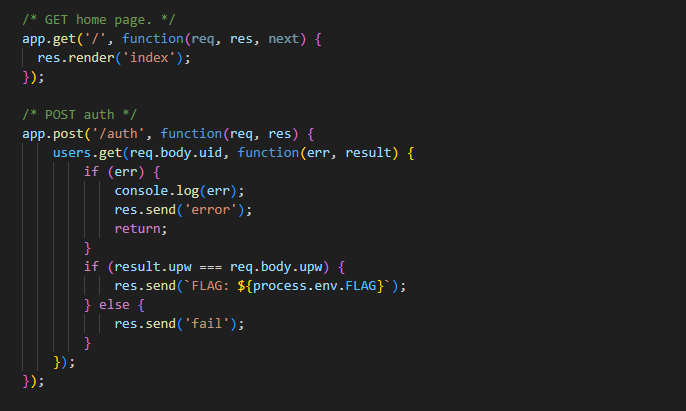 /* GET home page. */
app.get('/', function(req, res, next) {
  res.render('index');
});

/* POST auth */
app.post('/auth', function(req, res) {
    users.get(req.body.uid, function(err, result) {
        if (err) {
            console.log(err);
            res.send('error');
            return;
        }
        if (result.upw === req.body.upw) {
            res.send(`FLAG: ${process.env.FLAG}`);
        } else {
            res.send('fail');
        }
    });
});